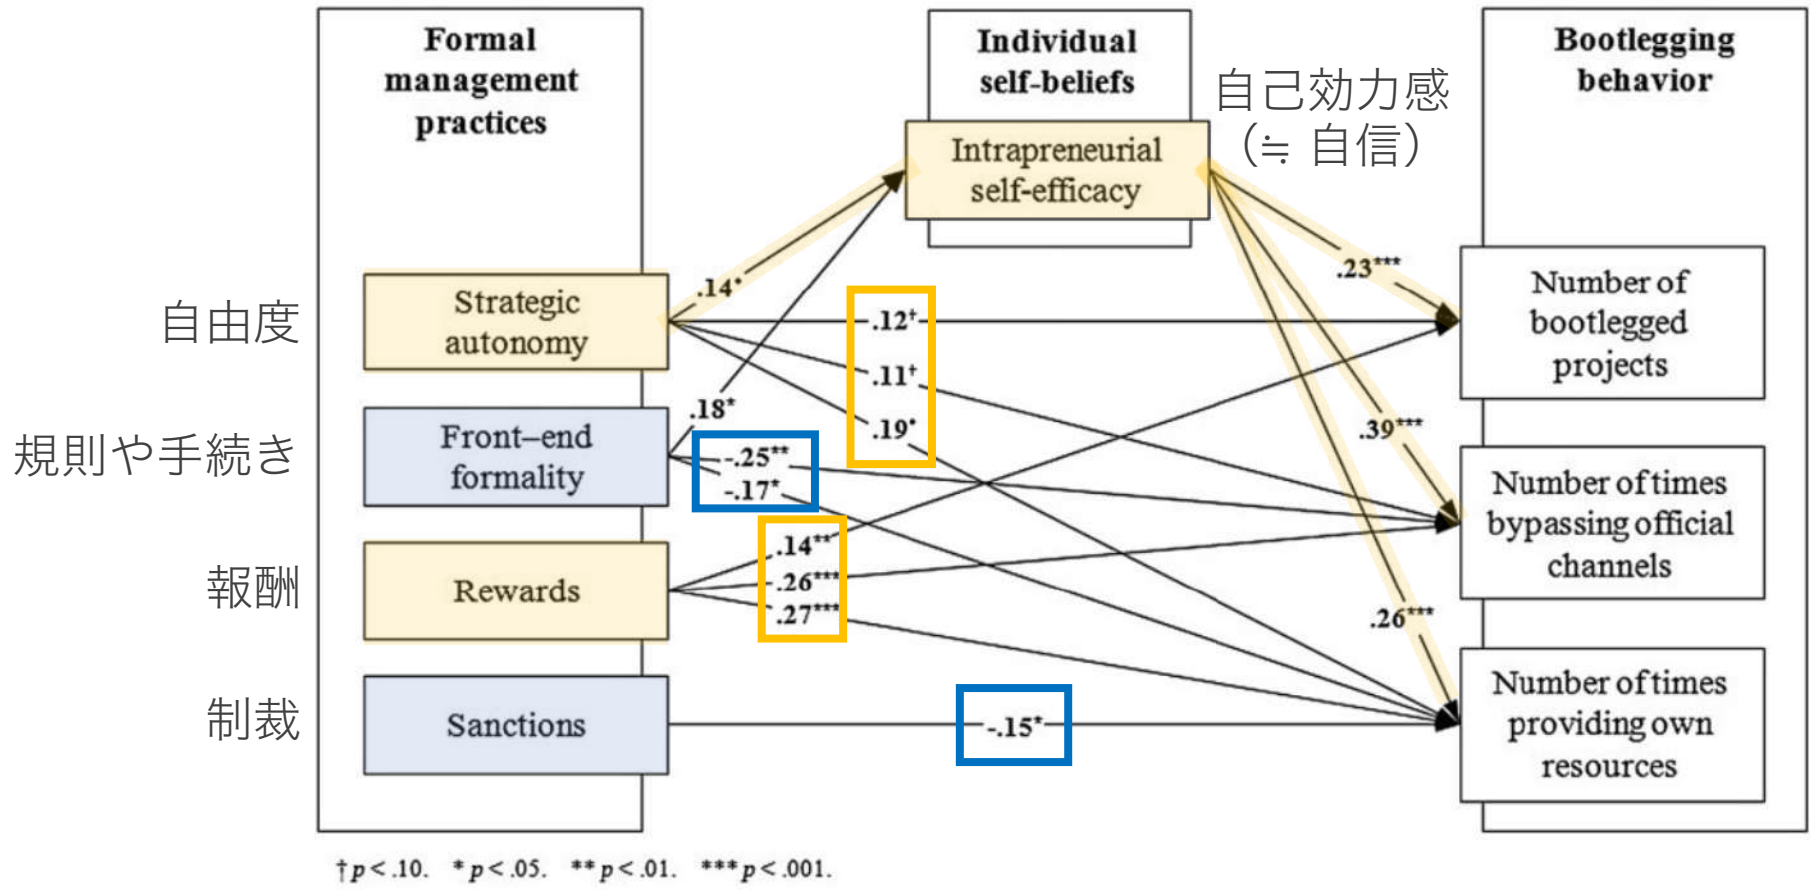 Formal
management
practices
Individual
self-beliefs
Bootlegging
behavior
自己効力感
(≒ 自信)
Intrapreneurial
self-efficacy
自由度
Strategic
autonomy
規則や手続き
Front–end
formality
報酬
Rewards
制裁
Sanctions
.14*
.12†
.11†
.19*
.18*
-.25**
-.17*
.14**
.26***
.27***
-.15*
.23***
.39***
.26***
Number of
bootlegged
projects
Number of times
bypassing official
channels
Number of times
providing own
resources
† p < .10. * p < .05. ** p < .01. *** p < .001.